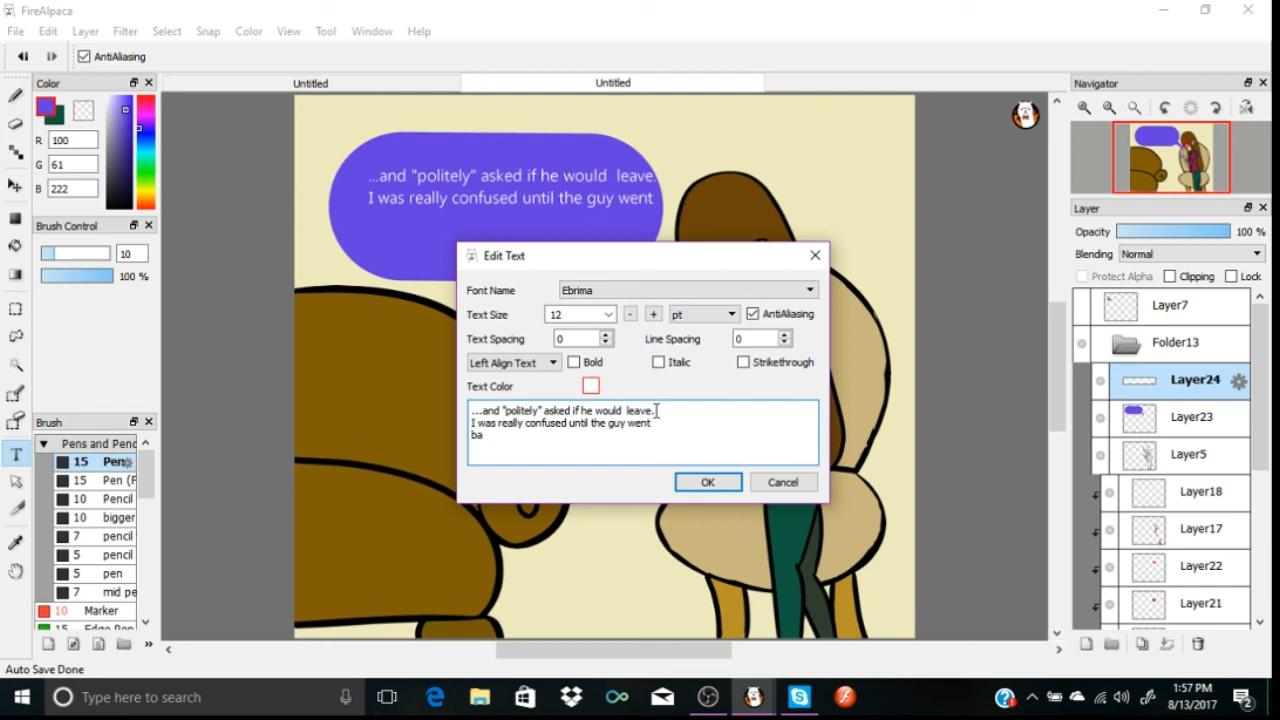 FireAlpaca
File Edit Layer Filter Select Snap Color View Tool Window Help
AntiAliasing
Color
Untitled
Untitled
Navigator
R 100
G 61
B 222
...and "politely" asked if he would leave.
I was really confused until the guy went
Layer
Opacity 100 %
Brush Control
Blending Normal
10
100 %
Protect Alpha Clipping Lock
Edit Text
Font Name Ebrima
Text Size 12 - + pt AntiAliasing
Text Spacing 0 Line Spacing 0
Left Align Text Bold Italic Strikethrough
Text Color
...and "politely" asked if he would leave.
I was really confused until the guy went
ba
OK Cancel
Layer7
Folder13
Layer24
Layer23
Layer5
Layer18
Layer17
Layer22
Layer21
Brush
Pens and Penc
15 Pen
15 Pen (F
10 Pencil
10 bigger
7 pencil
5 pencil
5 pen
7 mid pe
10 Marker
15 Edge Pen
Auto Save Done
Type here to search
1:57 PM
8/13/2017
2